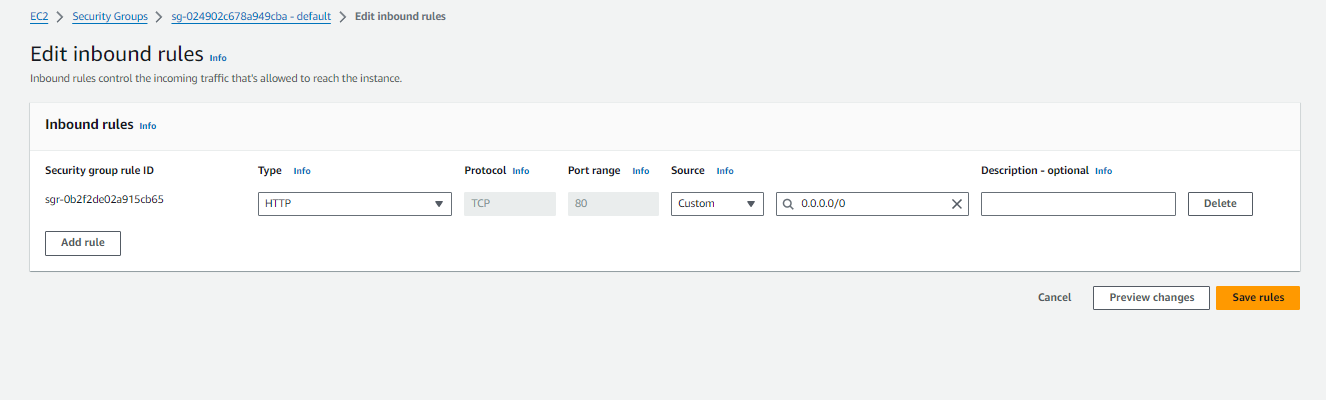 EC2 > Security Groups > sg-024902c678a949cba - default > Edit inbound rules
Edit inbound rules Info
Inbound rules control the incoming traffic that's allowed to reach the instance.
Inbound rules Info
Security group rule ID Type Info Protocol Info Port range Info Source Info Description - optional Info
sgr-0b2f2de02a915cb65 HTTP TCP 80 Custom 0.0.0.0/0 Delete
Add rule
Cancel Preview changes Save rules